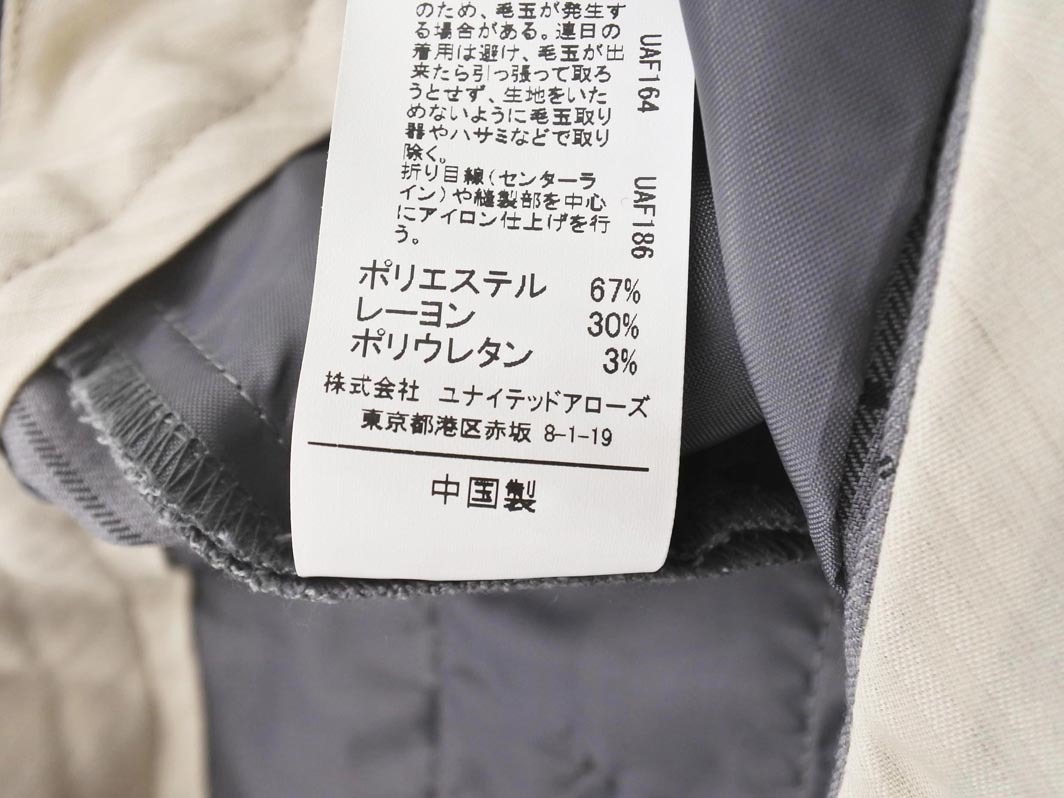 のため、毛玉が発生す
る場合がある。連日の
着用は避け、毛玉が出
来たら引っ張って取ろ
うとせず、生地をいた
めないように毛玉取り
器やハサミなどで取り
除く。
折り目線(センターラ
イン)や縫製部を中心
にアイロン仕上げを行
う。
UAF164
UAF186
ポリエステル 67%
レーヨン 30%
ポリウレタン 3%
株式会社 ユナイテッドアローズ
東京都港区赤坂 8-1-19
中国製